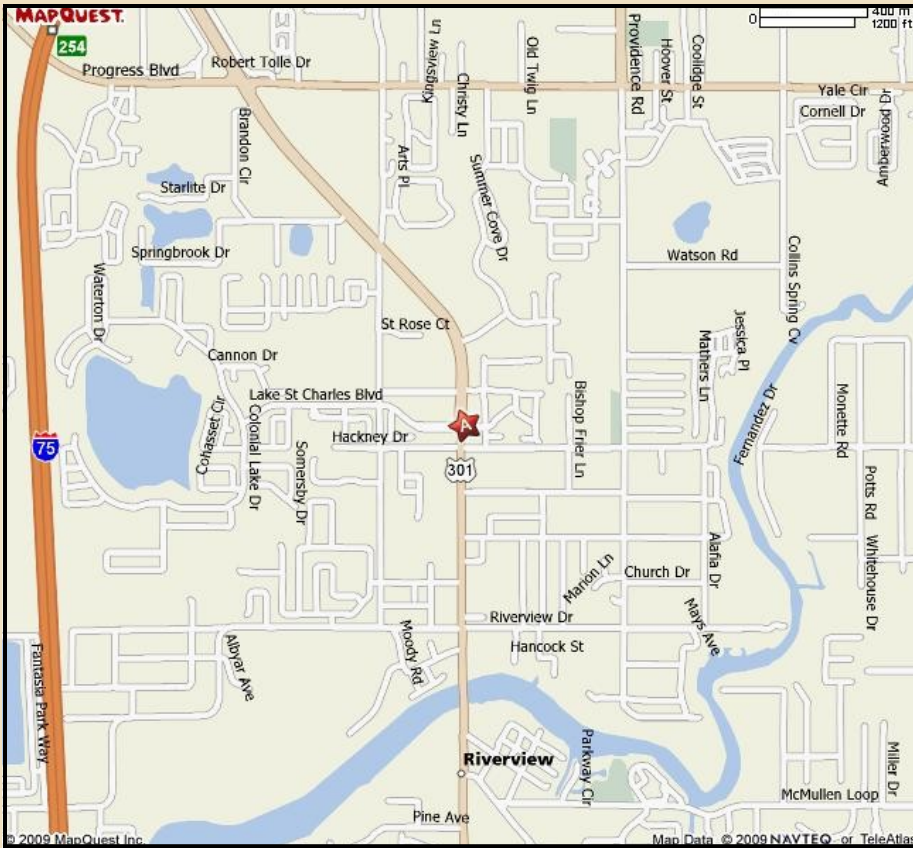 MAPQUEST.
0
400 m
1200 ft
254
Progress Blvd
Robert Tolle Dr
Kingsview Ln
Christy Ln
Old Twig Ln
Providence Rd
Hoover St
Coolidge St
Yale Cir
Cornell Dr
Amberwood Dr
Brandon Cir
Arts Pl
Starlite Dr
Summer Cove Dr
Springbrook Dr
Watson Rd
Collins Spring Cv
Waterton Dr
St Rose Ct
Jessica Pl
Mathers Ln
Cannon Dr
Lake St Charles Blvd
Bishop Frier Ln
Fernandez Dr
Monette Rd
Cohasset Cir
Colonial Lake Dr
Hackney Dr
A
75
301
Somersby Dr
Potts Rd
Whitehouse Dr
Alafia Dr
Marion Ln
Church Dr
Riverview Dr
Mays Ave
Albyar Ave
Moody Rd
Hancock St
Fantasia Park Way
Riverview
Parkway Cir
Miller Dr
McMullen Loop
Pine Ave
© 2009 MapQuest Inc.
Map Data © 2009 NAVTEQ or TeleAtlas